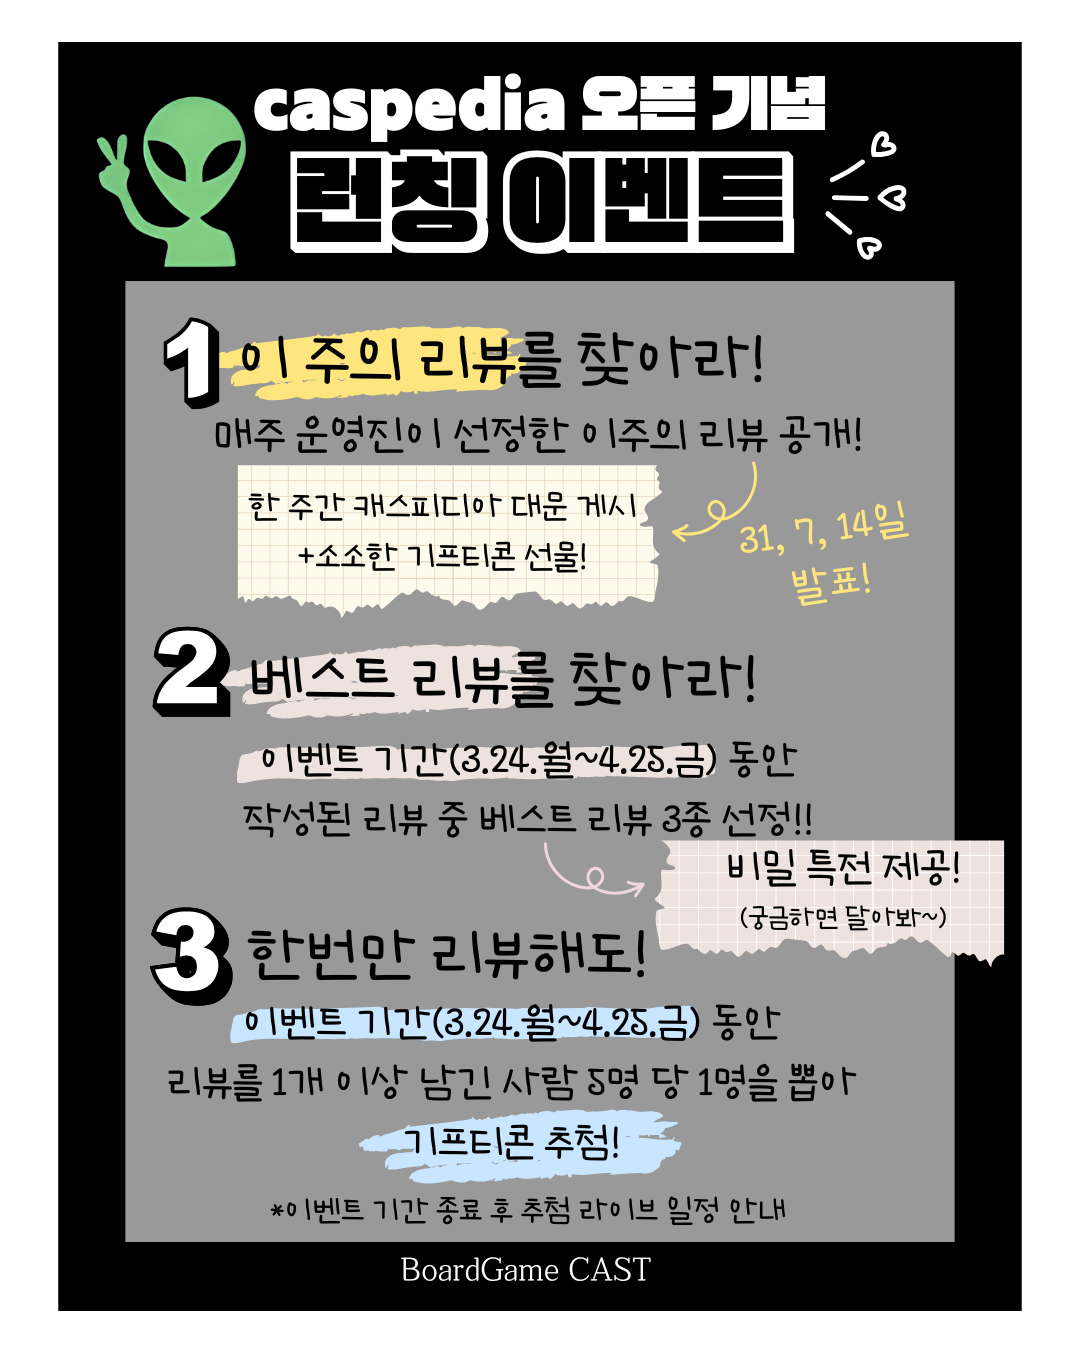 caspedia 오픈 기념
런칭 이벤트
1 이 주의 리뷰를 찾아라!
매주 운영진이 선정한 이주의 리뷰 공개!
한 주간 캐스피디아 대문 게시
+소소한 기프티콘 선물!
31, 7, 14일
발표!
2 베스트 리뷰를 찾아라!
이벤트 기간(3.24.월~4.25.금) 동안
작성된 리뷰 중 베스트 리뷰 3종 선정!!
비밀 특전 제공!
(궁금하면 달아봐~)
3 한번만 리뷰해도!
이벤트 기간(3.24.월~4.25.금) 동안
리뷰를 1개 이상 남긴 사람 5명 당 1명을 뽑아
기프티콘 추첨!
*이벤트 기간 종료 후 추첨 라이브 일정 안내
BoardGame CAST